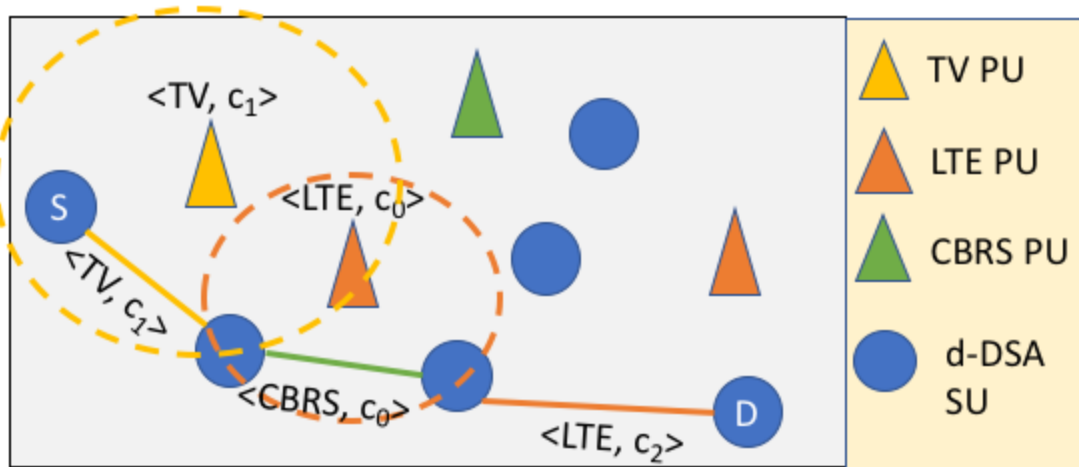 <TV, c₁>
<LTE, c₀>
S
<TV, c₁>
<CBRS, c₀>
<LTE, c₂>
D
TV PU
LTE PU
CBRS PU
d-DSA
SU